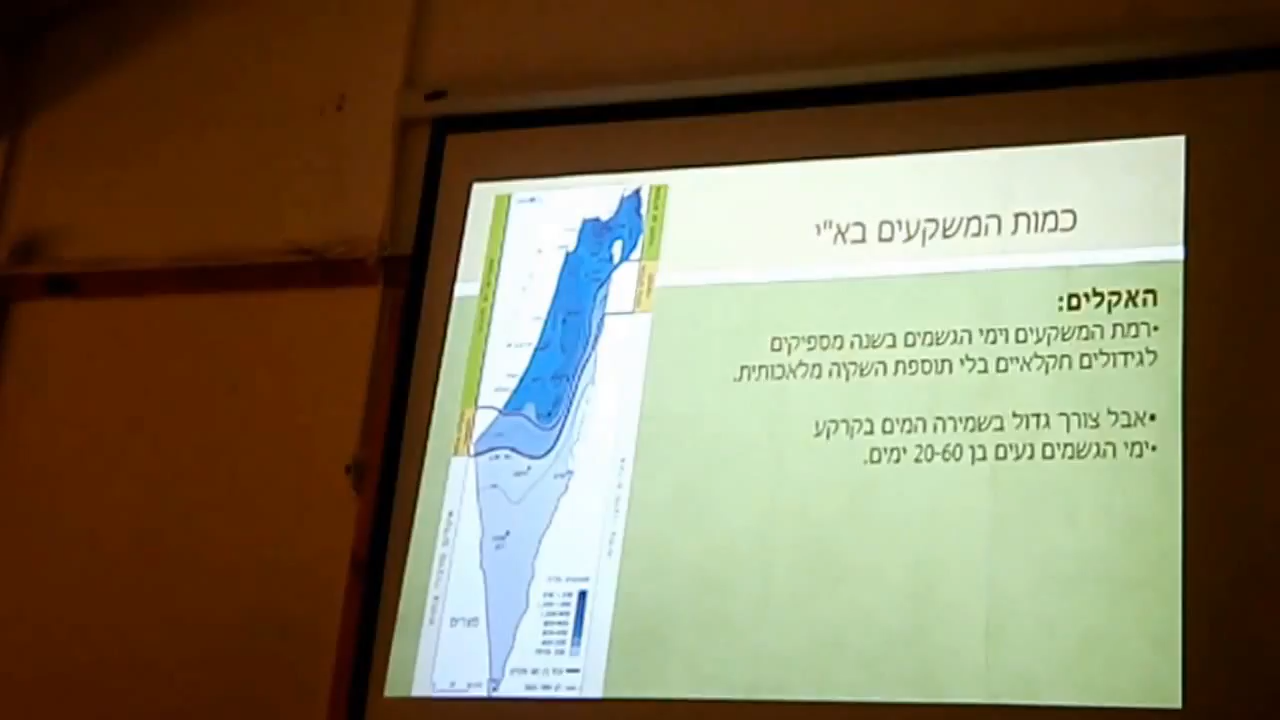 כמות המשקעים בא"י
האקלים:
•רמת המשקעים וימי הגשמים בשנה מספיקים
לגידולים חקלאיים בלי תוספת השקיה מלאכותית.
•אבל צורך גדול בשמירה המים בקרקע
•ימי הגשמים נעים בן 20-60 ימים.
מצרים